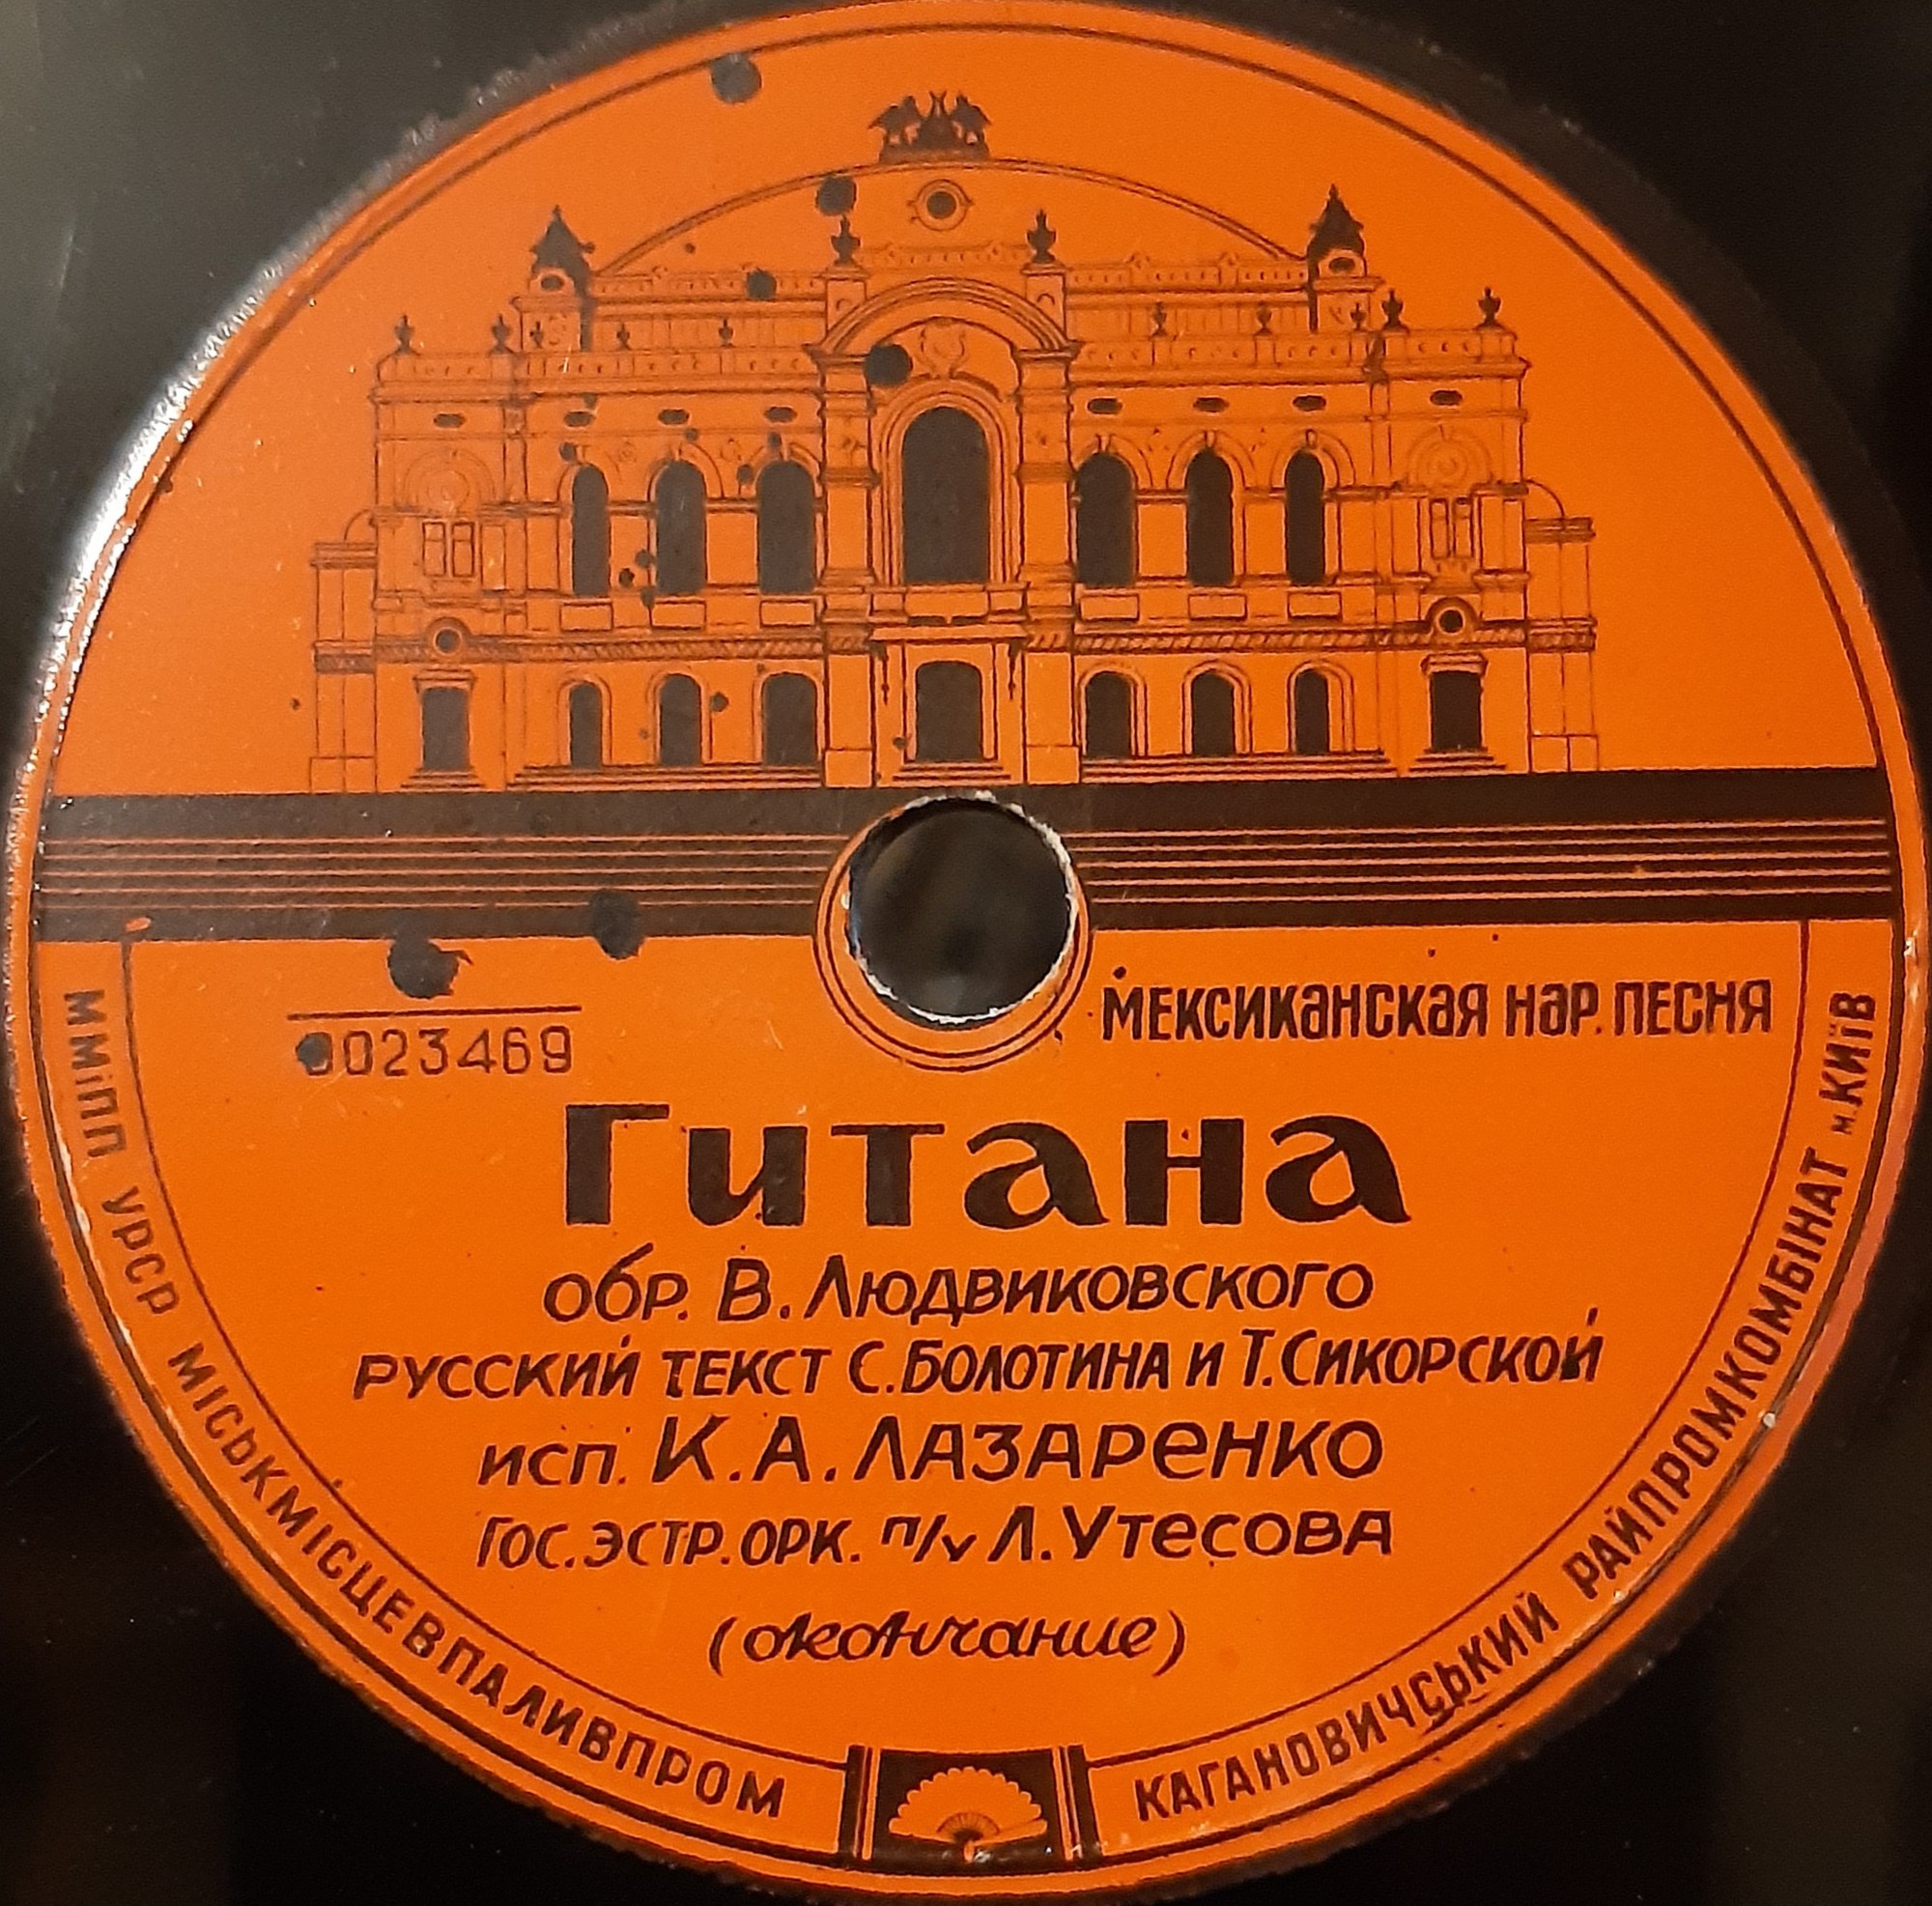 0023469
МЕКСИКАНСКАЯ НАР. ПЕСНЯ
Гитана
обр. В. Людвиковского
РУССКИЙ ТЕКСТ С. БОЛОТИНА И Т. СИКОРСКОЙ
исп. К. А. ЛАЗАРЕНКО
ГОС. ЭСТР. ОРК. п/у Л. УТЕСОВА
(окончание)
ММіПП УРСР МІСЬКМІСЦЕВПАЛИВПРОМ
КАГАНОВИЧСЬКИЙ РАЙПРОМКОМБІНАТ м. КИЇВ